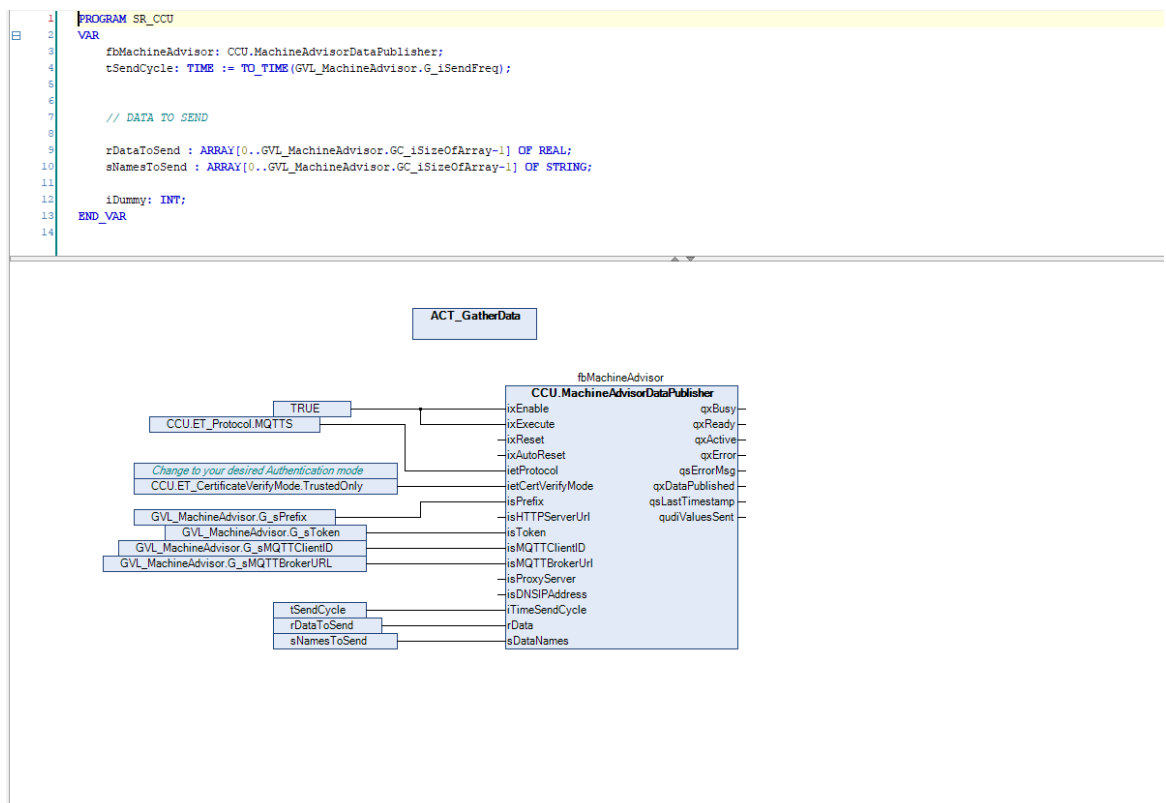 1 PROGRAM SR_CCU
2 VAR
3 fbMachineAdvisor: CCU.MachineAdvisorDataPublisher;
4 tSendCycle: TIME := TO_TIME(GVL_MachineAdvisor.G_iSendFreq);
5
6
7 // DATA TO SEND
8
9 rDataToSend : ARRAY[0..GVL_MachineAdvisor.GC_iSizeOfArray-1] OF REAL;
10 sNamesToSend : ARRAY[0..GVL_MachineAdvisor.GC_iSizeOfArray-1] OF STRING;
11
12 iDummy: INT;
13 END_VAR
14
ACT_GatherData
fbMachineAdvisor
CCU.MachineAdvisorDataPublisher
TRUE ixEnable qxBusy
CCU.ET_Protocol.MQTTS ixExecute qxReady
ixReset qxActive
ixAutoReset qxError
Change to your desired Authentication mode ietProtocol qsErrorMsg
CCU.ET_CertificateVerifyMode.TrustedOnly ietCertVerifyMode qxDataPublished
isPrefix qsLastTimestamp
GVL_MachineAdvisor.G_sPrefix isHTTPServerUrl qudiValuesSent
GVL_MachineAdvisor.G_sToken isToken
GVL_MachineAdvisor.G_sMQTTClientID isMQTTClientID
GVL_MachineAdvisor.G_sMQTTBrokerURL isMQTTBrokerUrl
isProxyServer
isDNSIPAddress
tSendCycle iTimeSendCycle
rDataToSend rData
sNamesToSend sDataNames